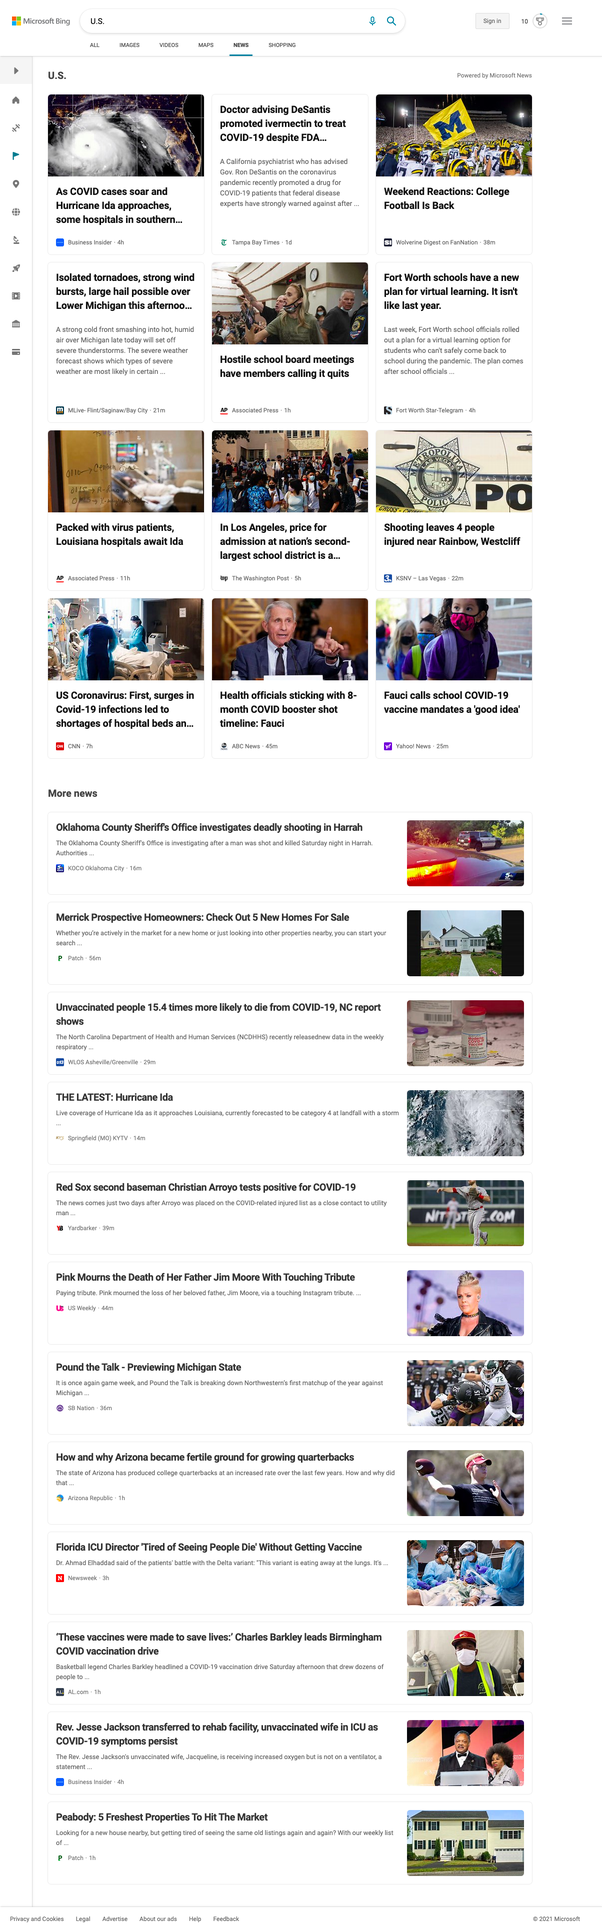 Microsoft Bing
U.S.
Sign in
10
ALL IMAGES VIDEOS MAPS NEWS SHOPPING
U.S.
Powered by Microsoft News
As COVID cases soar and
Hurricane Ida approaches,
some hospitals in southern...
Business Insider · 4h
Doctor advising DeSantis
promoted ivermectin to treat
COVID-19 despite FDA...
A California psychiatrist who has advised
Gov. Ron DeSantis on the coronavirus
pandemic recently promoted a drug for
COVID-19 patients that federal disease
experts have strongly warned against after ...
Tampa Bay Times · 1d
Weekend Reactions: College
Football Is Back
Wolverine Digest on FanNation · 38m
Isolated tornadoes, strong wind
bursts, large hail possible over
Lower Michigan this afternoo...
A strong cold front smashing into hot, humid
air over Michigan late today will set off
severe thunderstorms. The severe weather
forecast shows which types of severe
weather are most likely in certain ...
MLive- Flint/Saginaw/Bay City · 21m
Hostile school board meetings
have members calling it quits
AP Associated Press · 1h
Fort Worth schools have a new
plan for virtual learning. It isn't
like last year.
Last week, Fort Worth school officials rolled
out a plan for a virtual learning option for
students who can't safely come back to
school during the pandemic. The plan comes
after school officials ...
Fort Worth Star-Telegram · 4h
Packed with virus patients,
Louisiana hospitals await Ida
AP Associated Press · 11h
In Los Angeles, price for
admission at nation's second-
largest school district is a...
wp The Washington Post · 5h
METROPOLITAN
POLICE
PO
Shooting leaves 4 people
injured near Rainbow, Westcliff
KSNV – Las Vegas · 22m
US Coronavirus: First, surges in
Covid-19 infections led to
shortages of hospital beds an...
CNN · 7h
Health officials sticking with 8-
month COVID booster shot
timeline: Fauci
ABC News · 45m
Fauci calls school COVID-19
vaccine mandates a 'good idea'
Yahoo! News · 25m
More news
Oklahoma County Sheriff's Office investigates deadly shooting in Harrah
The Oklahoma County Sheriff's Office is investigating after a man was shot and killed Saturday night in Harrah.
Authorities ...
KOCO Oklahoma City · 16m
Merrick Prospective Homeowners: Check Out 5 New Homes For Sale
Whether you're actively in the market for a new home or just looking into other properties nearby, you can start your
search ...
P Patch · 56m
Unvaccinated people 15.4 times more likely to die from COVID-19, NC report
shows
The North Carolina Department of Health and Human Services (NCDHHS) recently releasednew data in the weekly
respiratory ...
WLOS Asheville/Greenville · 29m
THE LATEST: Hurricane Ida
Live coverage of Hurricane Ida as it approaches Louisiana, currently forecasted to be category 4 at landfall with a storm
...
Springfield (MO) KYTV · 14m
Red Sox second baseman Christian Arroyo tests positive for COVID-19
The news comes just two days after Arroyo was placed on the COVID-related injured list as a close contact to utility
man ...
YB Yardbarker · 39m
Pink Mourns the Death of Her Father Jim Moore With Touching Tribute
Paying tribute. Pink mourned the loss of her beloved father, Jim Moore, via a touching Instagram tribute. ...
US Weekly · 44m
Pound the Talk - Previewing Michigan State
It is once again game week, and Pound the Talk is breaking down Northwestern's first matchup of the year against
Michigan ...
SB Nation · 36m
How and why Arizona became fertile ground for growing quarterbacks
The state of Arizona has produced college quarterbacks at an increased rate over the last few years. How and why did
that ...
Arizona Republic · 1h
Florida ICU Director 'Tired of Seeing People Die' Without Getting Vaccine
Dr. Ahmad Elhaddad said of the patients' battle with the Delta variant: "This variant is eating away at the lungs. It's ...
N Newsweek · 3h
'These vaccines were made to save lives:' Charles Barkley leads Birmingham
COVID vaccination drive
Basketball legend Charles Barkley headlined a COVID-19 vaccination drive Saturday afternoon that drew dozens of
people to ...
AL AL.com · 1h
Rev. Jesse Jackson transferred to rehab facility, unvaccinated wife in ICU as
COVID-19 symptoms persist
The Rev. Jesse Jackson's unvaccinated wife, Jacqueline, is receiving increased oxygen but is not on a ventilator, a
statement ...
Business Insider · 4h
Peabody: 5 Freshest Properties To Hit The Market
Looking for a new house nearby, but getting tired of seeing the same old listings again and again? With our weekly list
of ...
P Patch · 1h
Privacy and Cookies Legal Advertise About our ads Help Feedback
© 2021 Microsoft